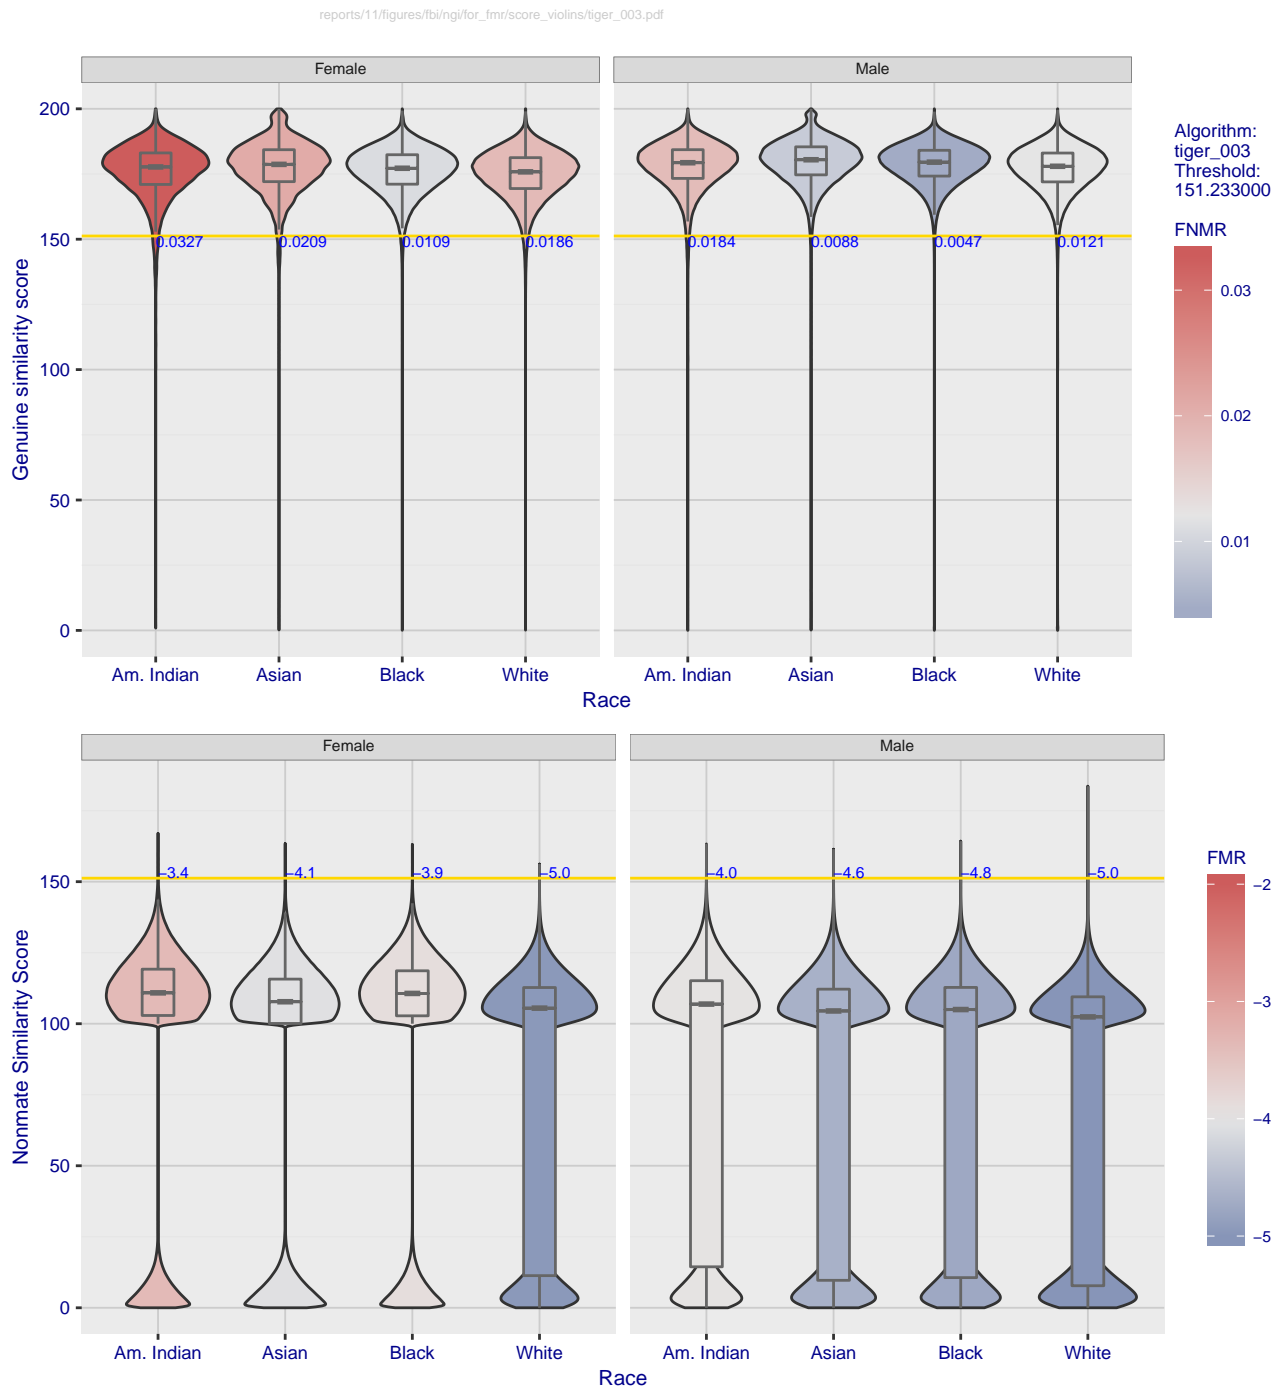 reports/11/figures/fbi/ngi/for_fmr/score_violins/tiger_003.pdf
Female
Male
200
150
100
50
0
Genuine similarity score
0.0327
0.0209
0.0109
0.0186
0.0184
0.0088
0.0047
0.0121
Am. Indian
Asian
Black
White
Am. Indian
Asian
Black
White
Race
Algorithm:
tiger_003
Threshold:
151.233000
FNMR
0.03
0.02
0.01
Female
Male
150
100
50
0
Nonmate Similarity Score
−3.4
−4.1
−3.9
−5.0
−4.0
−4.6
−4.8
−5.0
Am. Indian
Asian
Black
White
Am. Indian
Asian
Black
White
Race
FMR
−2
−3
−4
−5